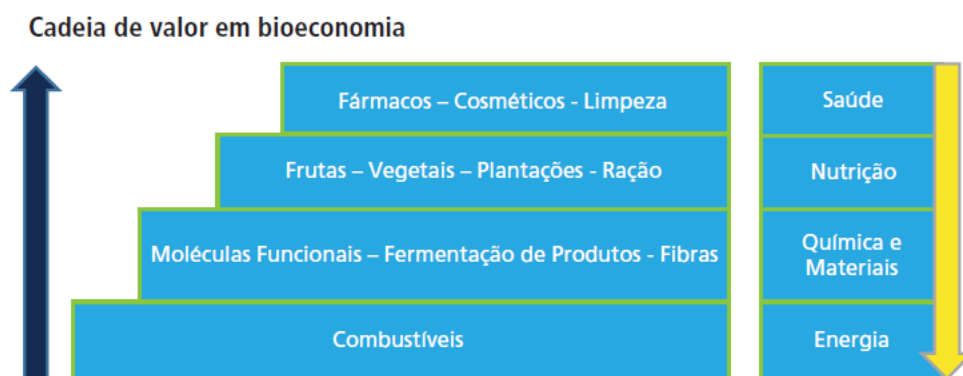 Cadeia de valor em bioeconomia
Fármacos – Cosméticos - Limpeza
Saúde
Frutas – Vegetais – Plantações - Ração
Nutrição
Moléculas Funcionais – Fermentação de Produtos - Fibras
Química e
Materiais
Combustíveis
Energia